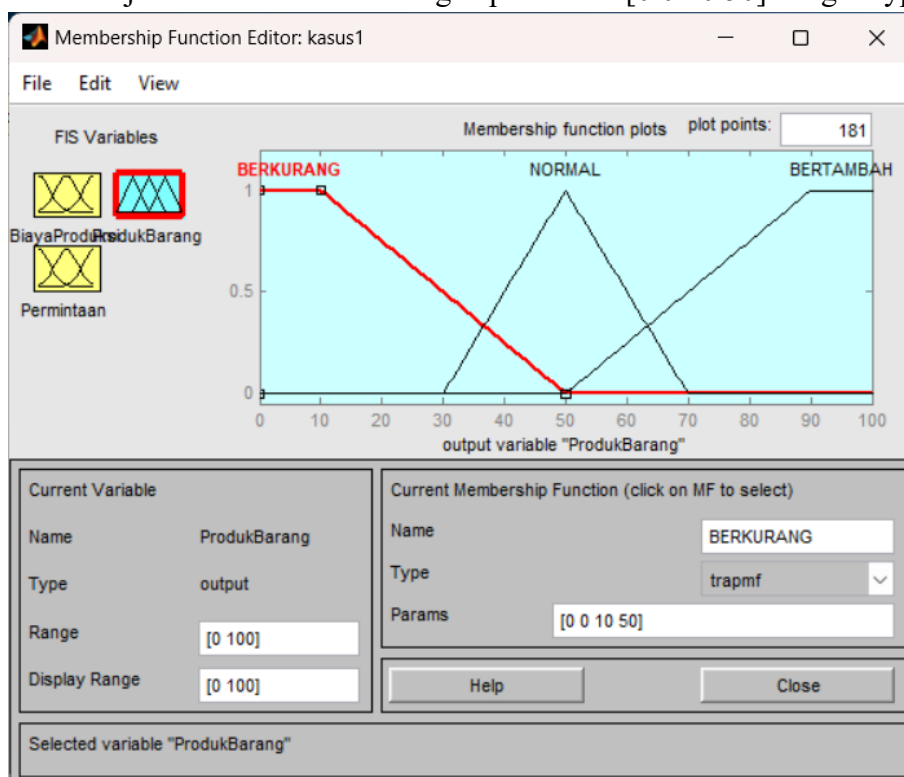 Membership Function Editor: kasus1
File Edit View
FIS Variables
Membership function plots plot points: 181
BERKURANG NORMAL BERTAMBAH
1
0.5
0
0 10 20 30 40 50 60 70 80 90 100
output variable "ProdukBarang"
ProdukBarang
Permintaan
Current Variable
Name ProdukBarang
Type output
Range [0 100]
Display Range [0 100]
Current Membership Function (click on MF to select)
Name BERKURANG
Type trapmf
Params [0 0 10 50]
Help Close
Selected variable "ProdukBarang"